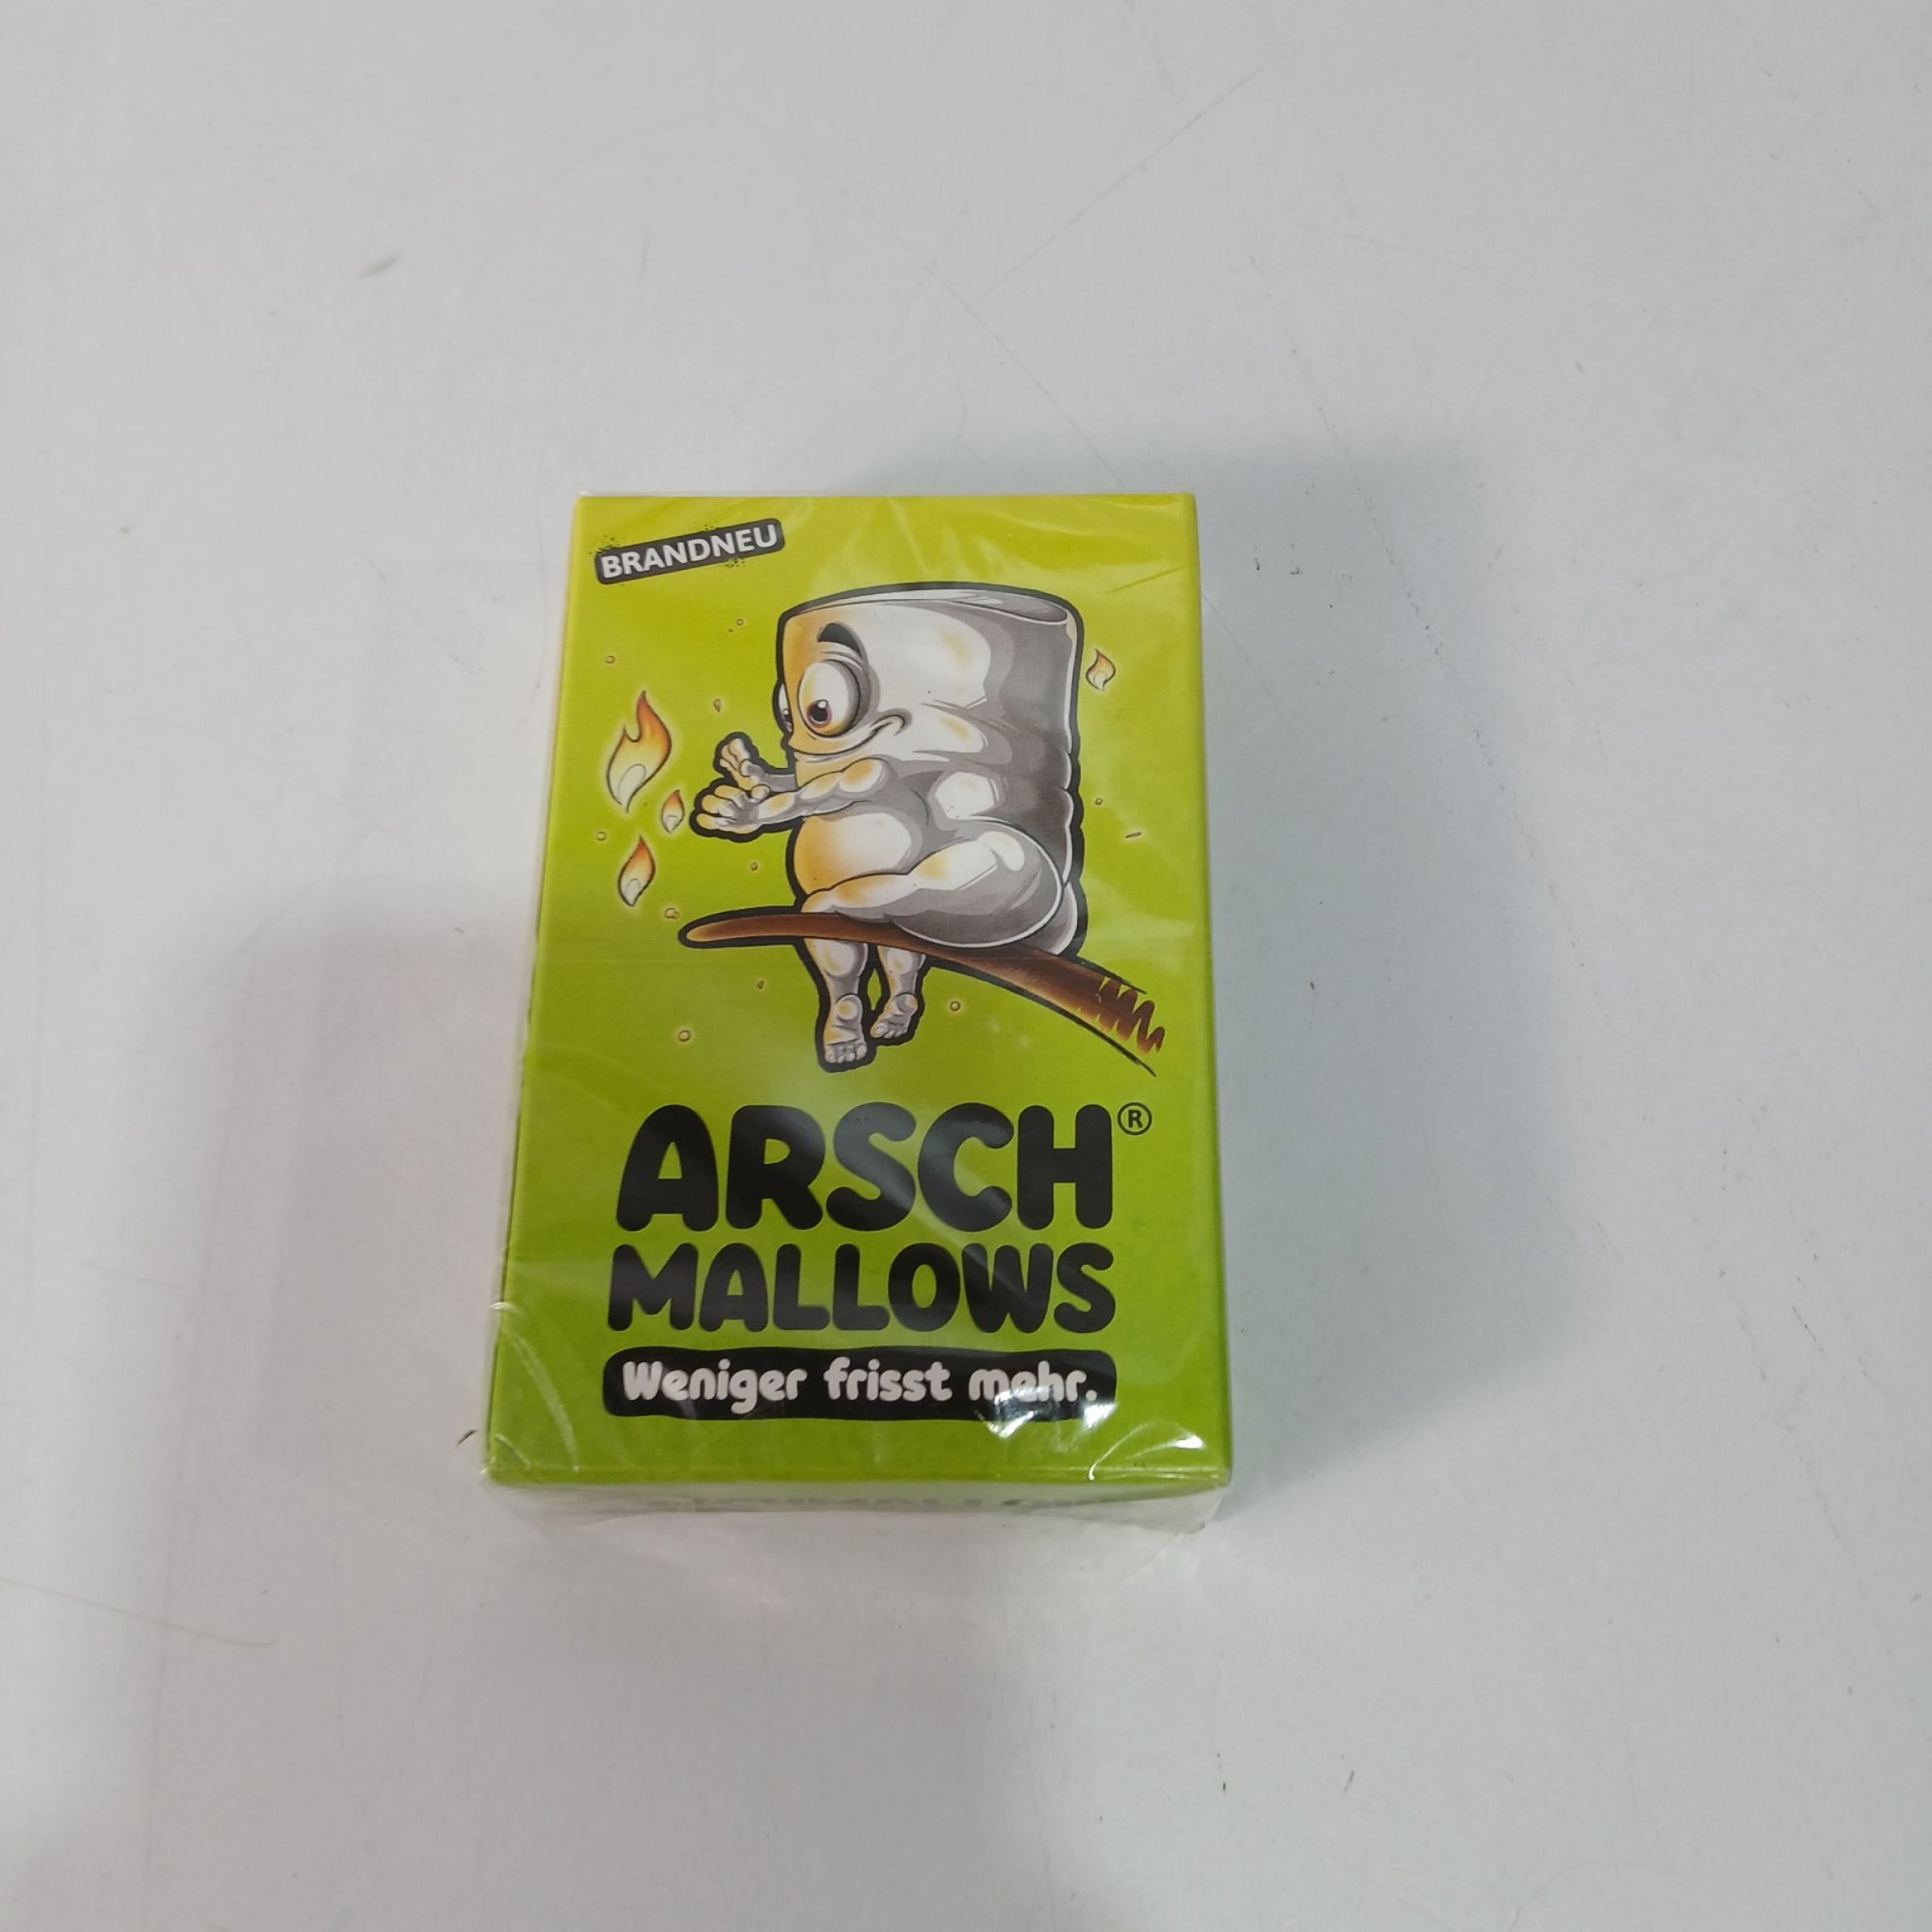 BRANDNEU
ARSCH®
MALLOWS
Weniger frisst mehr.